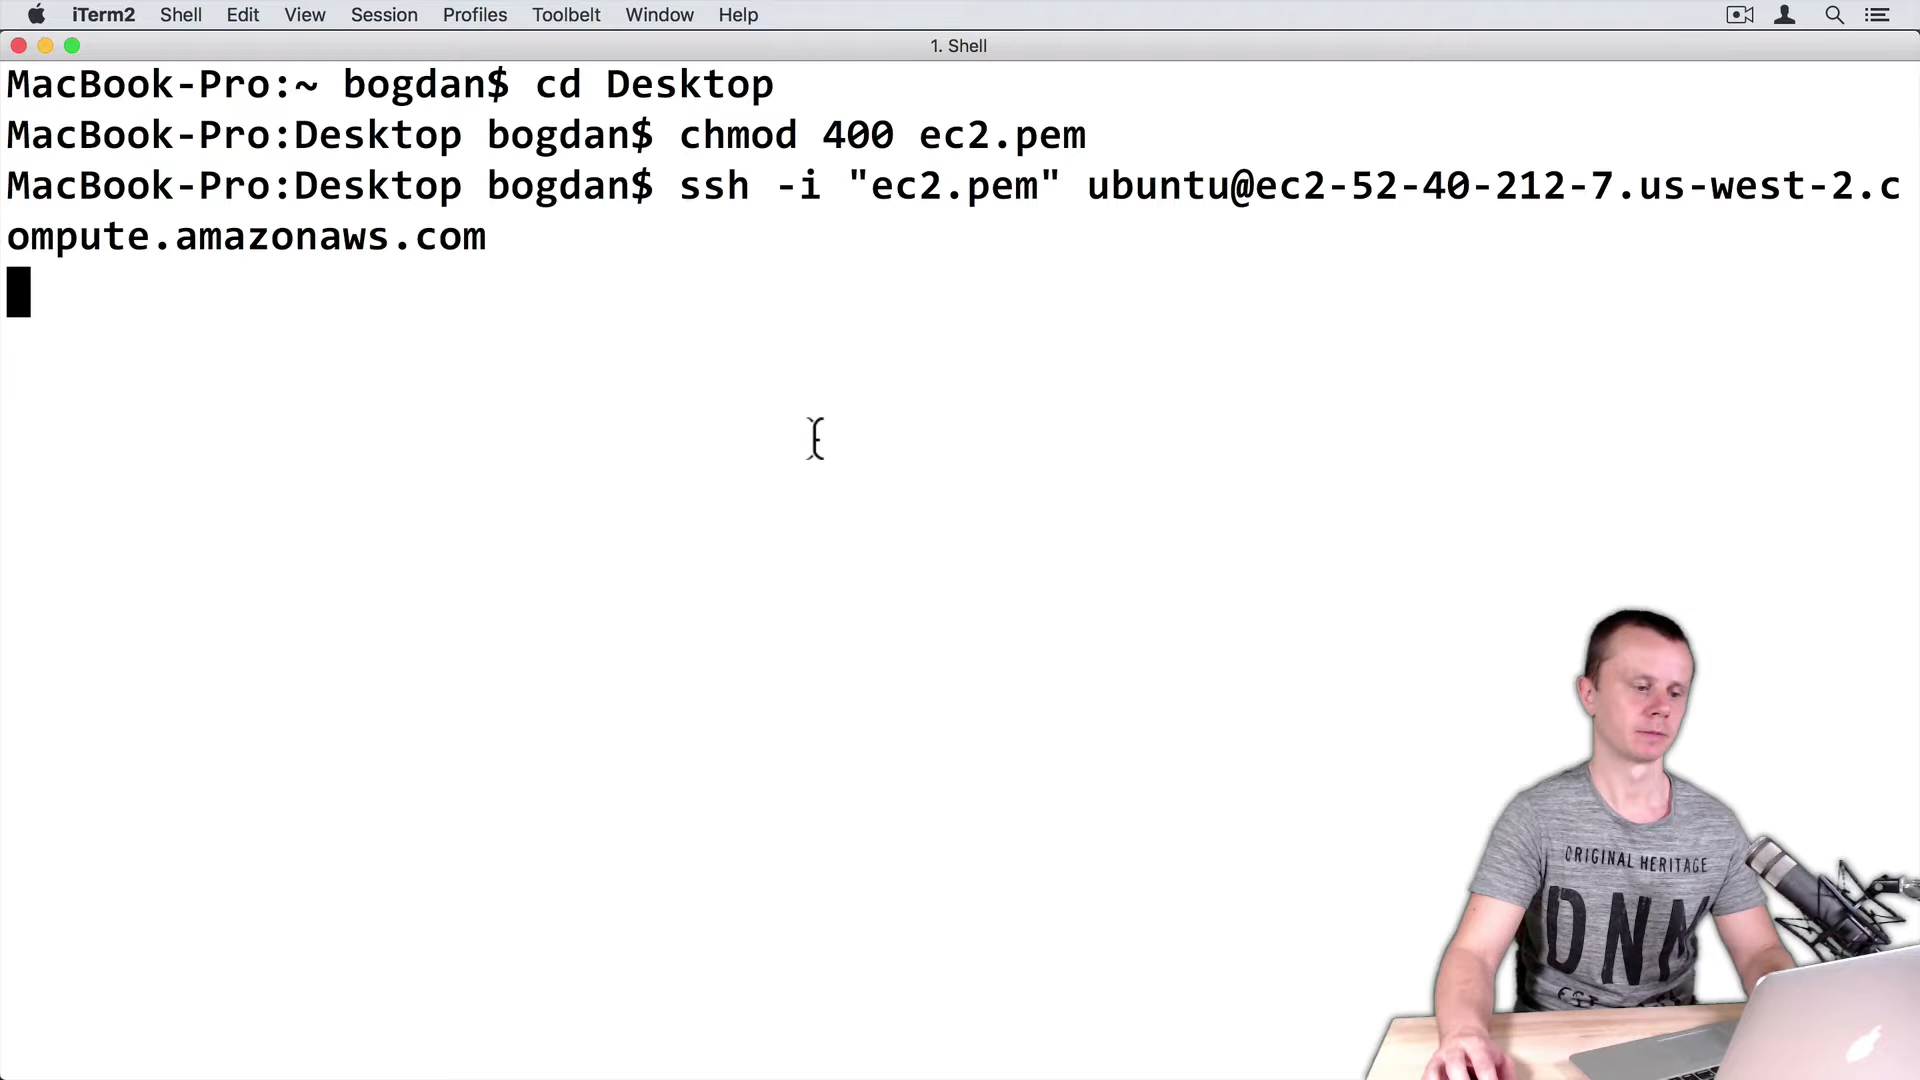 iTerm2 Shell Edit View Session Profiles Toolbelt Window Help
1. Shell
MacBook-Pro:~ bogdan$ cd Desktop
MacBook-Pro:Desktop bogdan$ chmod 400 ec2.pem
MacBook-Pro:Desktop bogdan$ ssh -i "ec2.pem" ubuntu@ec2-52-40-212-7.us-west-2.c
ompute.amazonaws.com
ORIGINAL HERITAGE